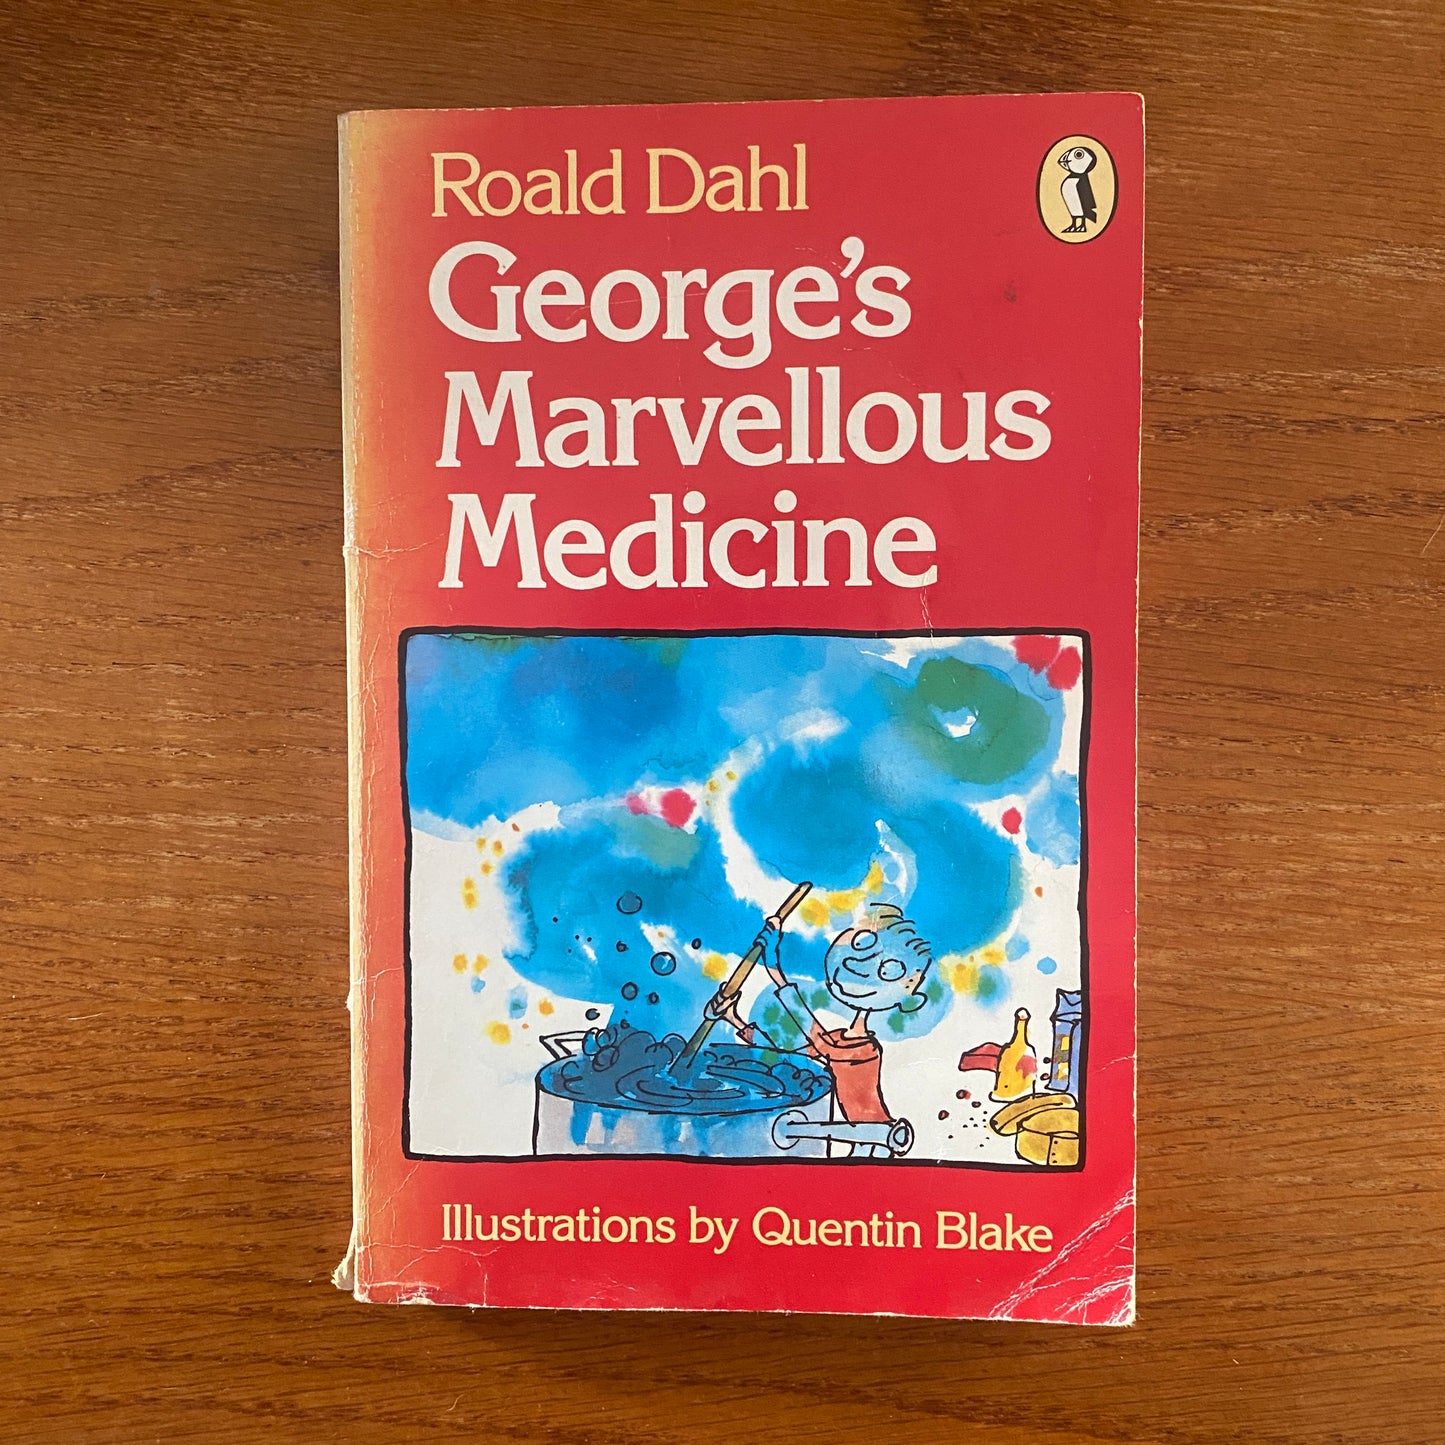 Roald Dahl
George's
Marvellous
Medicine
Illustrations by Quentin Blake